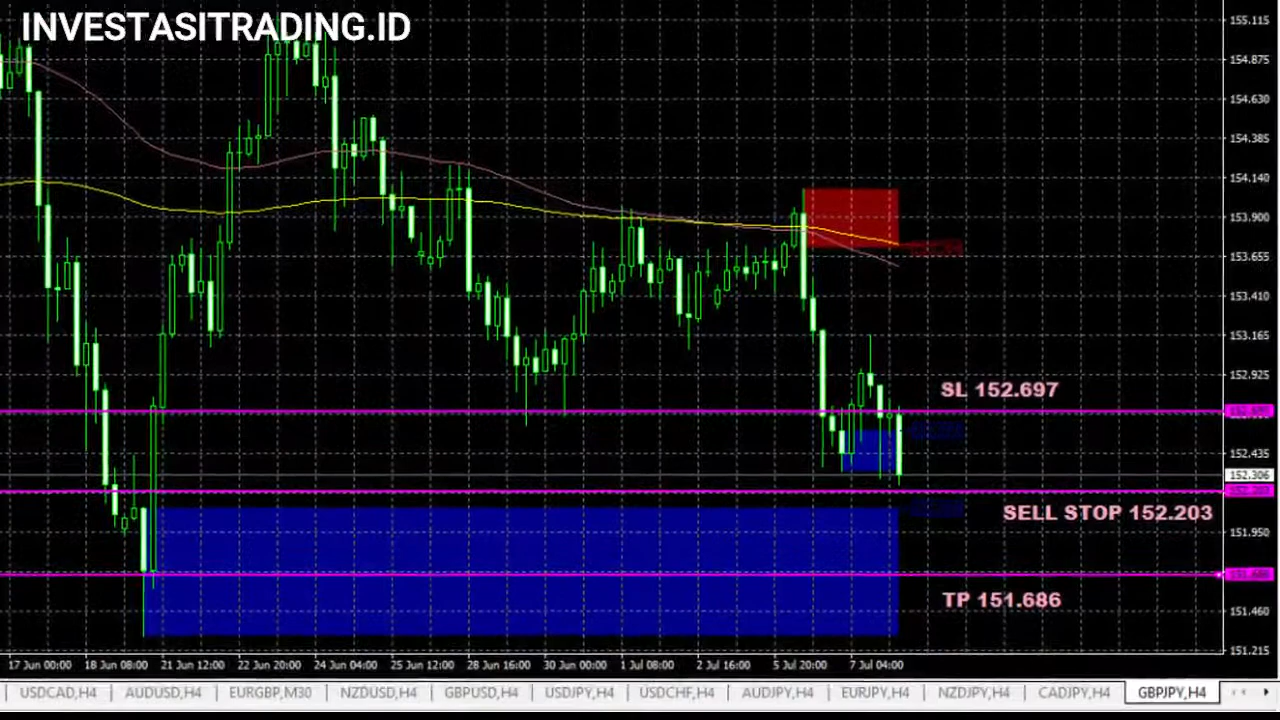 INVESTASITRADING.ID
155.115
154.875
154.630
154.385
154.140
153.900
153.655
153.410
153.165
152.925
SL 152.697
152.435
152.306
SELL STOP 152.203
151.950
TP 151.686
151.460
151.215
17 Jun 00:00 18 Jun 08:00 21 Jun 12:00 22 Jun 20:00 24 Jun 04:00 25 Jun 12:00 28 Jun 16:00 30 Jun 00:00 1 Jul 08:00 2 Jul 16:00 5 Jul 20:00 7 Jul 04:00
USDCAD,H4 AUDUSD,H4 EURGBP,M30 NZDUSD,H4 GBPUSD,H4 USDJPY,H4 USDCHF,H4 AUDJPY,H4 EURJPY,H4 NZDJPY,H4 CADJPY,H4 GBPJPY,H4